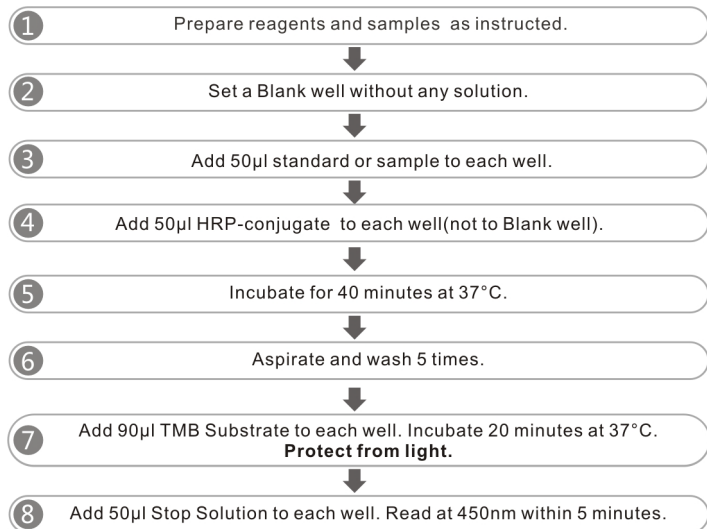 1 Prepare reagents and samples as instructed.
2 Set a Blank well without any solution.
3 Add 50μl standard or sample to each well.
4 Add 50μl HRP-conjugate to each well(not to Blank well).
5 Incubate for 40 minutes at 37°C.
6 Aspirate and wash 5 times.
7 Add 90μl TMB Substrate to each well. Incubate 20 minutes at 37°C.
Protect from light.
8 Add 50μl Stop Solution to each well. Read at 450nm within 5 minutes.